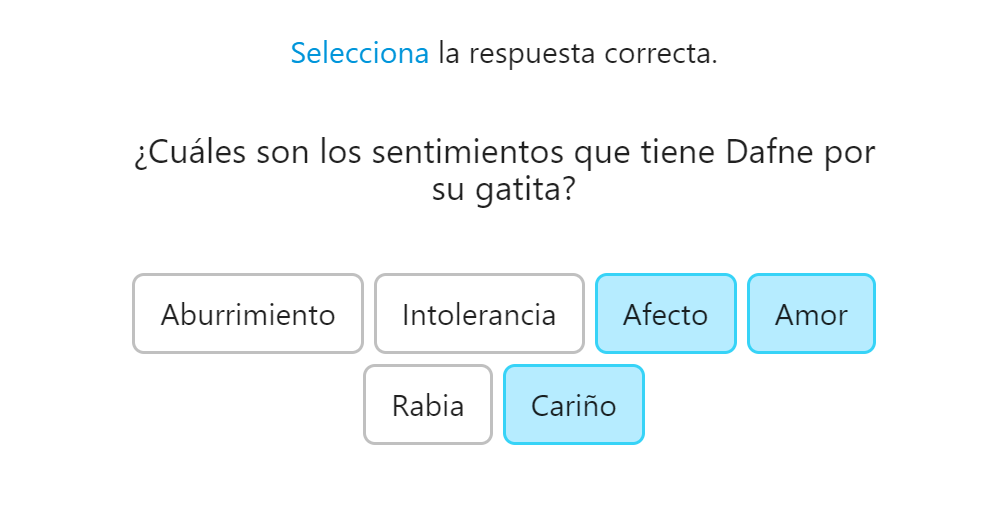 Selecciona la respuesta correcta.
¿Cuáles son los sentimientos que tiene Dafne por
su gatita?
Aburrimiento Intolerancia Afecto Amor
Rabia Cariño